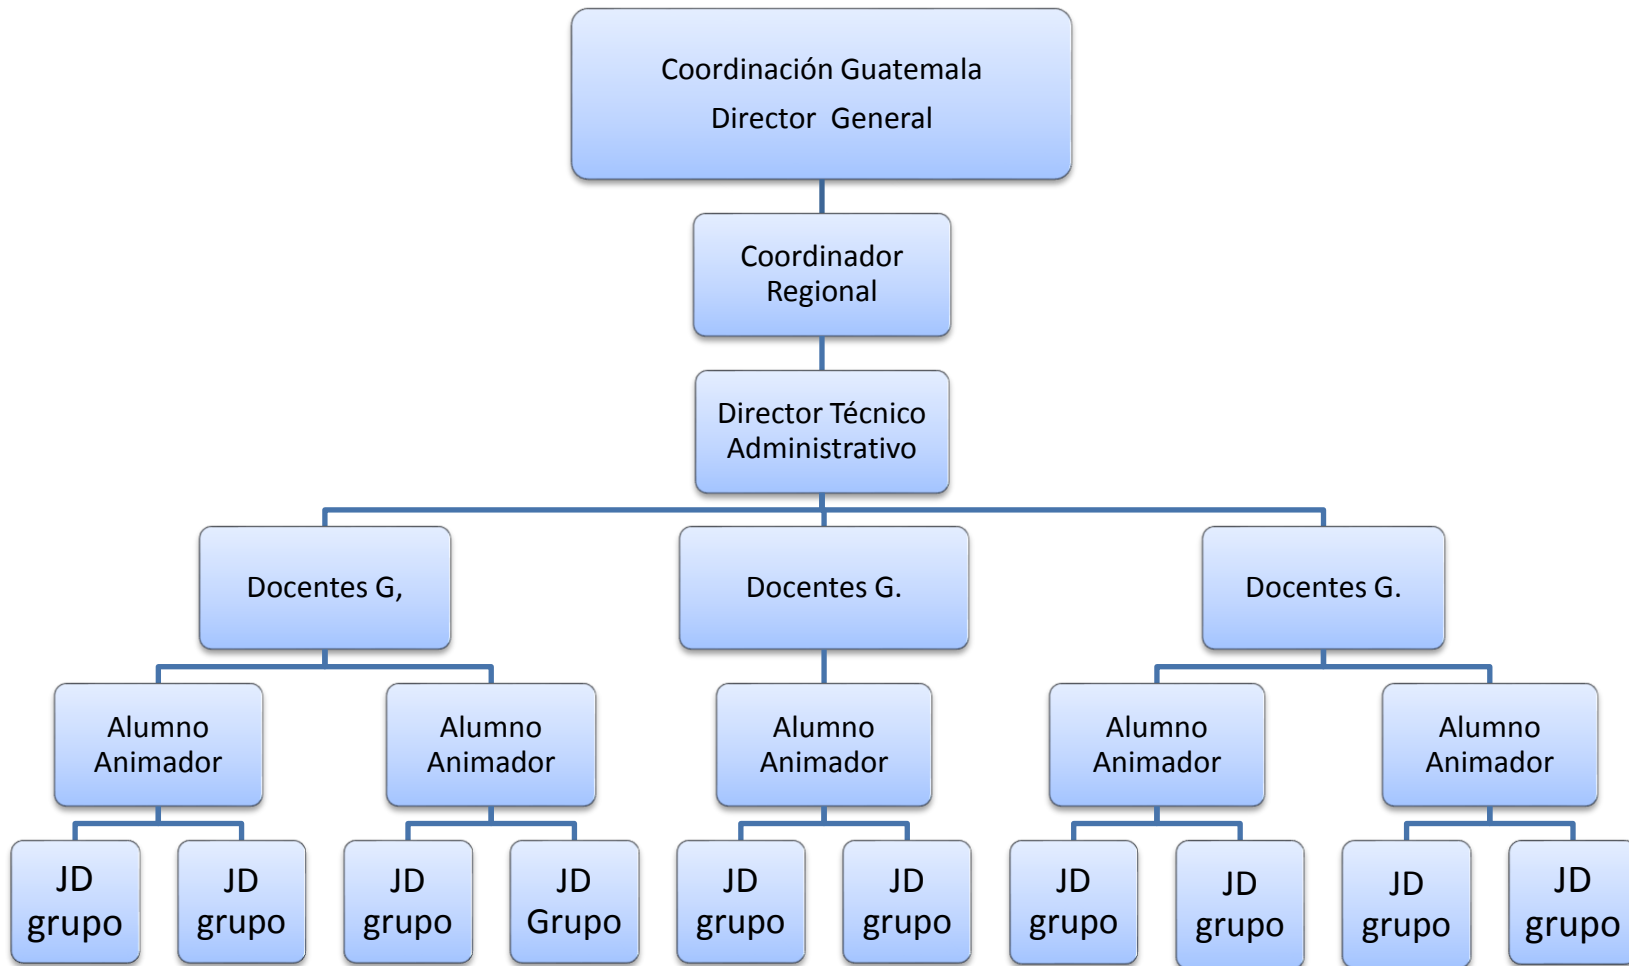 Coordinación Guatemala
Director General
Coordinador
Regional
Director Técnico
Administrativo
Docentes G,
Docentes G.
Docentes G.
Alumno
Animador
Alumno
Animador
Alumno
Animador
Alumno
Animador
Alumno
Animador
JD
grupo
JD
grupo
JD
grupo
JD
Grupo
JD
grupo
JD
grupo
JD
grupo
JD
grupo
JD
grupo
JD
grupo